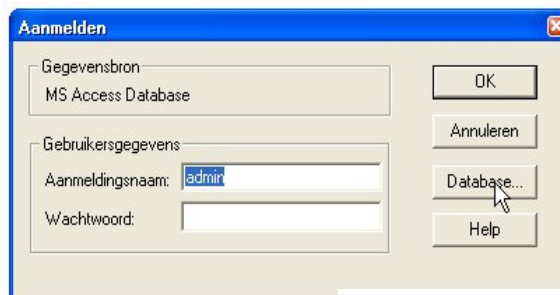 Aanmelden
Gegevensbron
MS Access Database
Gebruikersgegevens
Aanmeldingsnaam: admin
Wachtwoord:
OK
Annuleren
Database...
Help